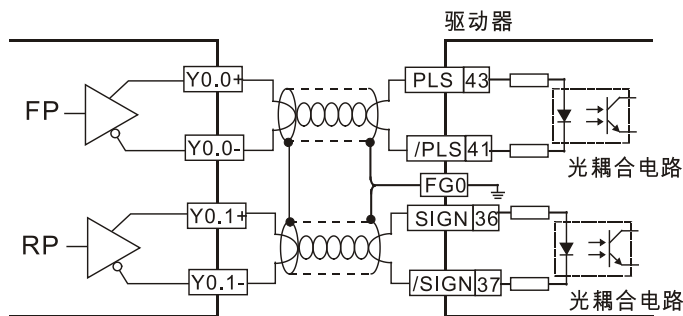 驱动器
Y0.0+
PLS 43
FP
Y0.0-
/PLS 41
光耦合电路
FG0
Y0.1+
SIGN 36
RP
Y0.1-
/SIGN 37
光耦合电路